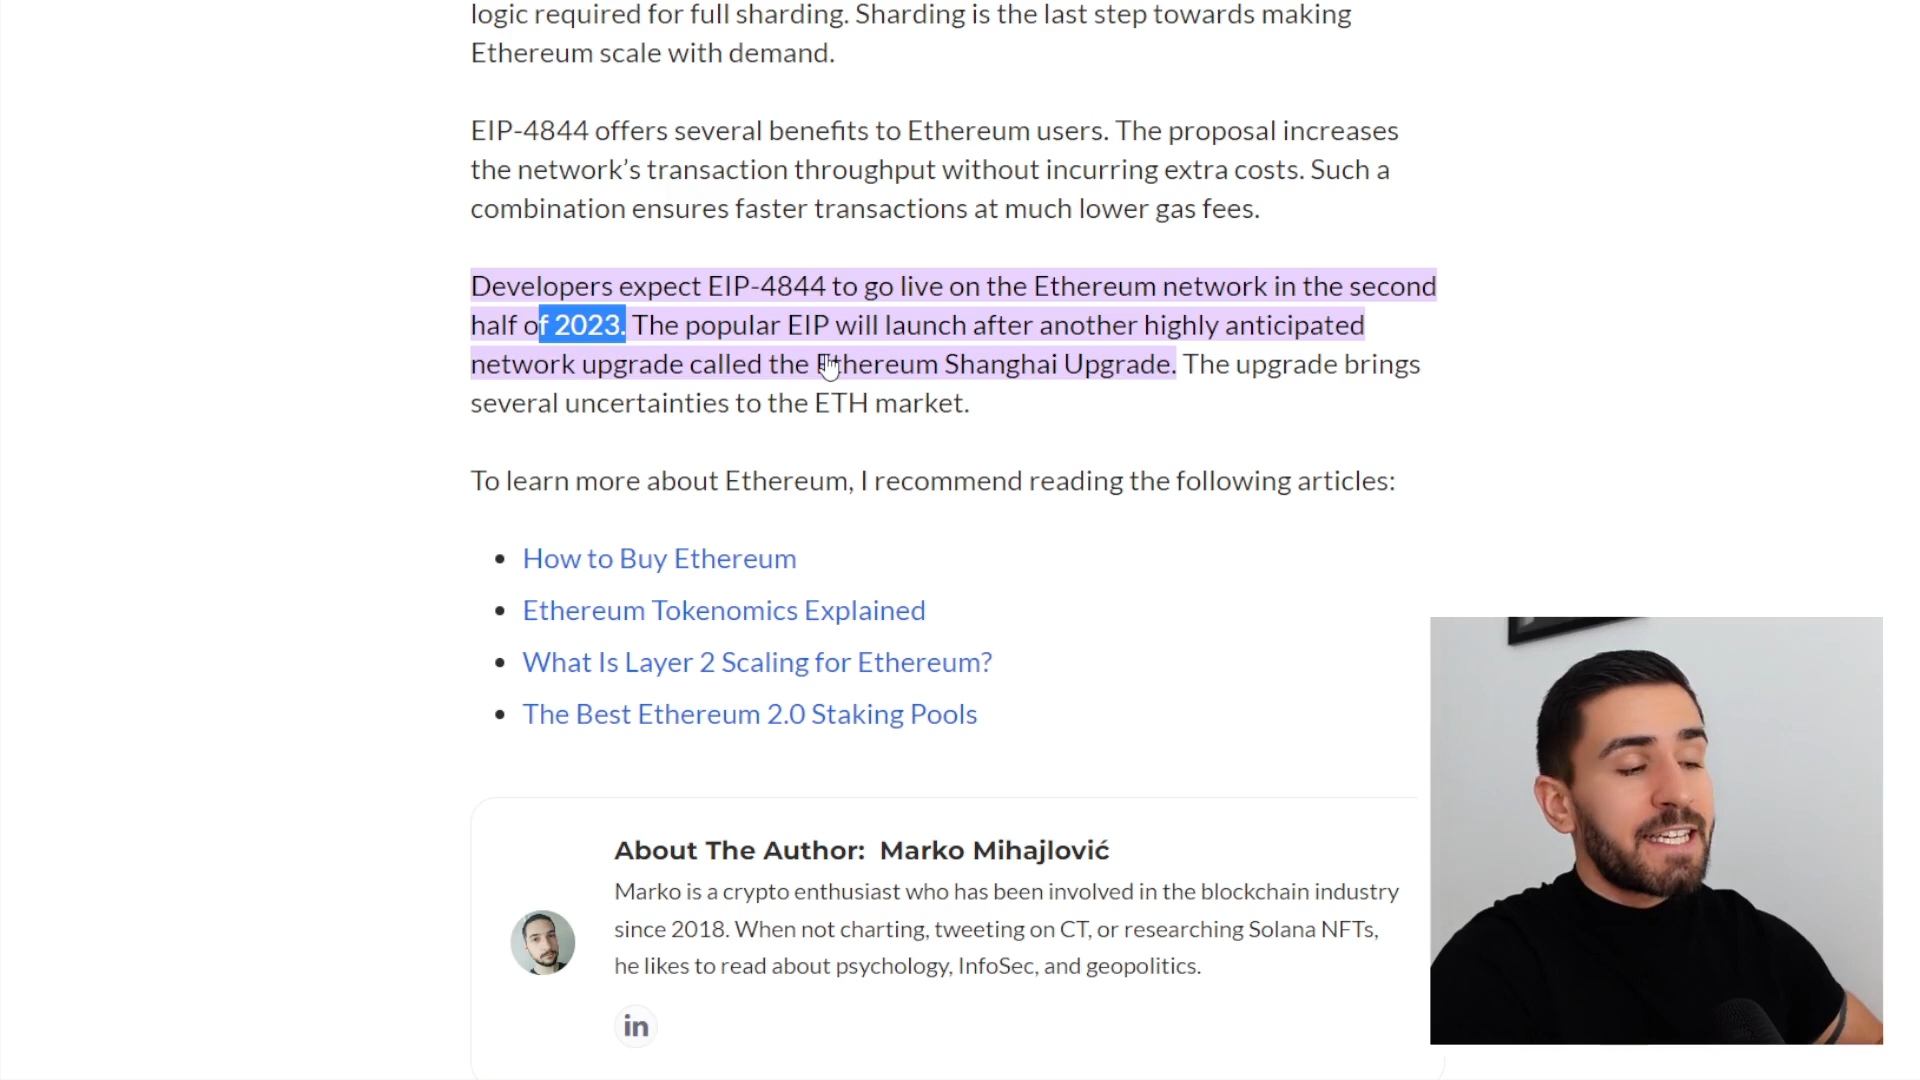 logic required for full sharding. Sharding is the last step towards making
Ethereum scale with demand.
EIP-4844 offers several benefits to Ethereum users. The proposal increases
the network’s transaction throughput without incurring extra costs. Such a
combination ensures faster transactions at much lower gas fees.
Developers expect EIP-4844 to go live on the Ethereum network in the second
half of 2023. The popular EIP will launch after another highly anticipated
network upgrade called the Ethereum Shanghai Upgrade. The upgrade brings
several uncertainties to the ETH market.
To learn more about Ethereum, I recommend reading the following articles:
• How to Buy Ethereum
• Ethereum Tokenomics Explained
• What Is Layer 2 Scaling for Ethereum?
• The Best Ethereum 2.0 Staking Pools
About The Author: Marko Mihajlović
Marko is a crypto enthusiast who has been involved in the blockchain industry
since 2018. When not charting, tweeting on CT, or researching Solana NFTs,
he likes to read about psychology, InfoSec, and geopolitics.
in